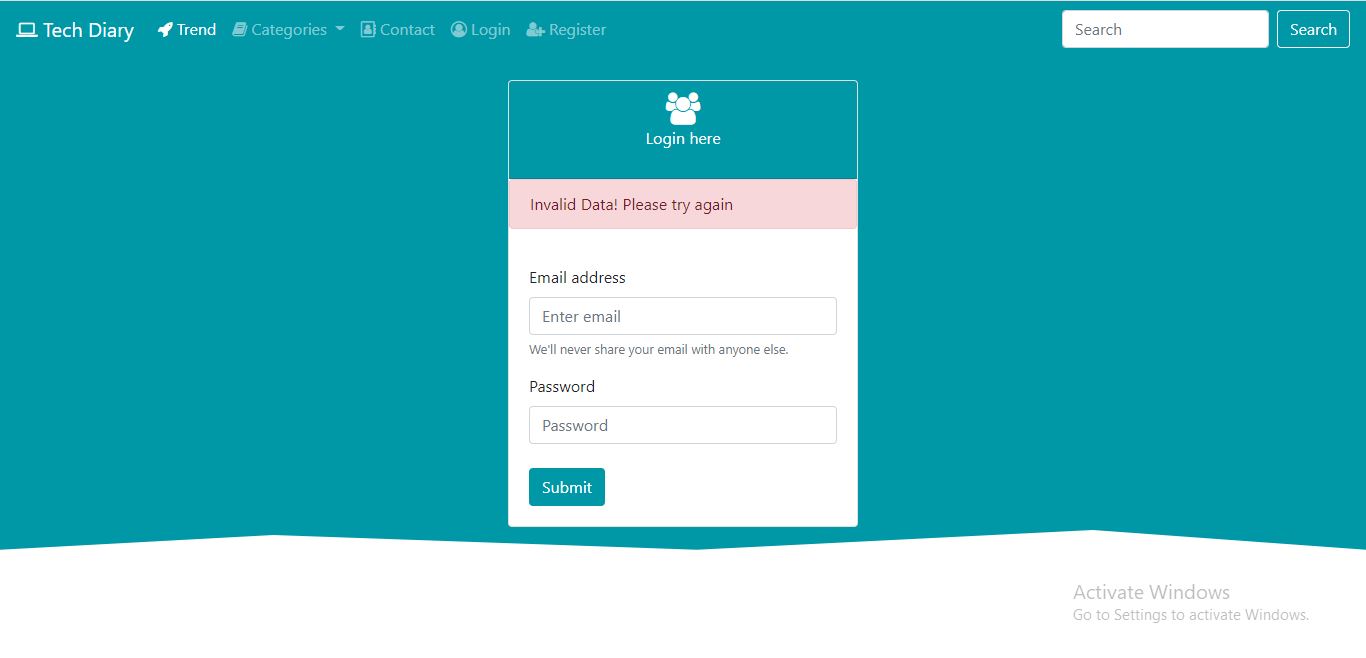 Tech Diary Trend Categories Contact Login Register Search Search
Login here
Invalid Data! Please try again
Email address
Enter email
We'll never share your email with anyone else.
Password
Password
Submit
Activate Windows
Go to Settings to activate Windows.